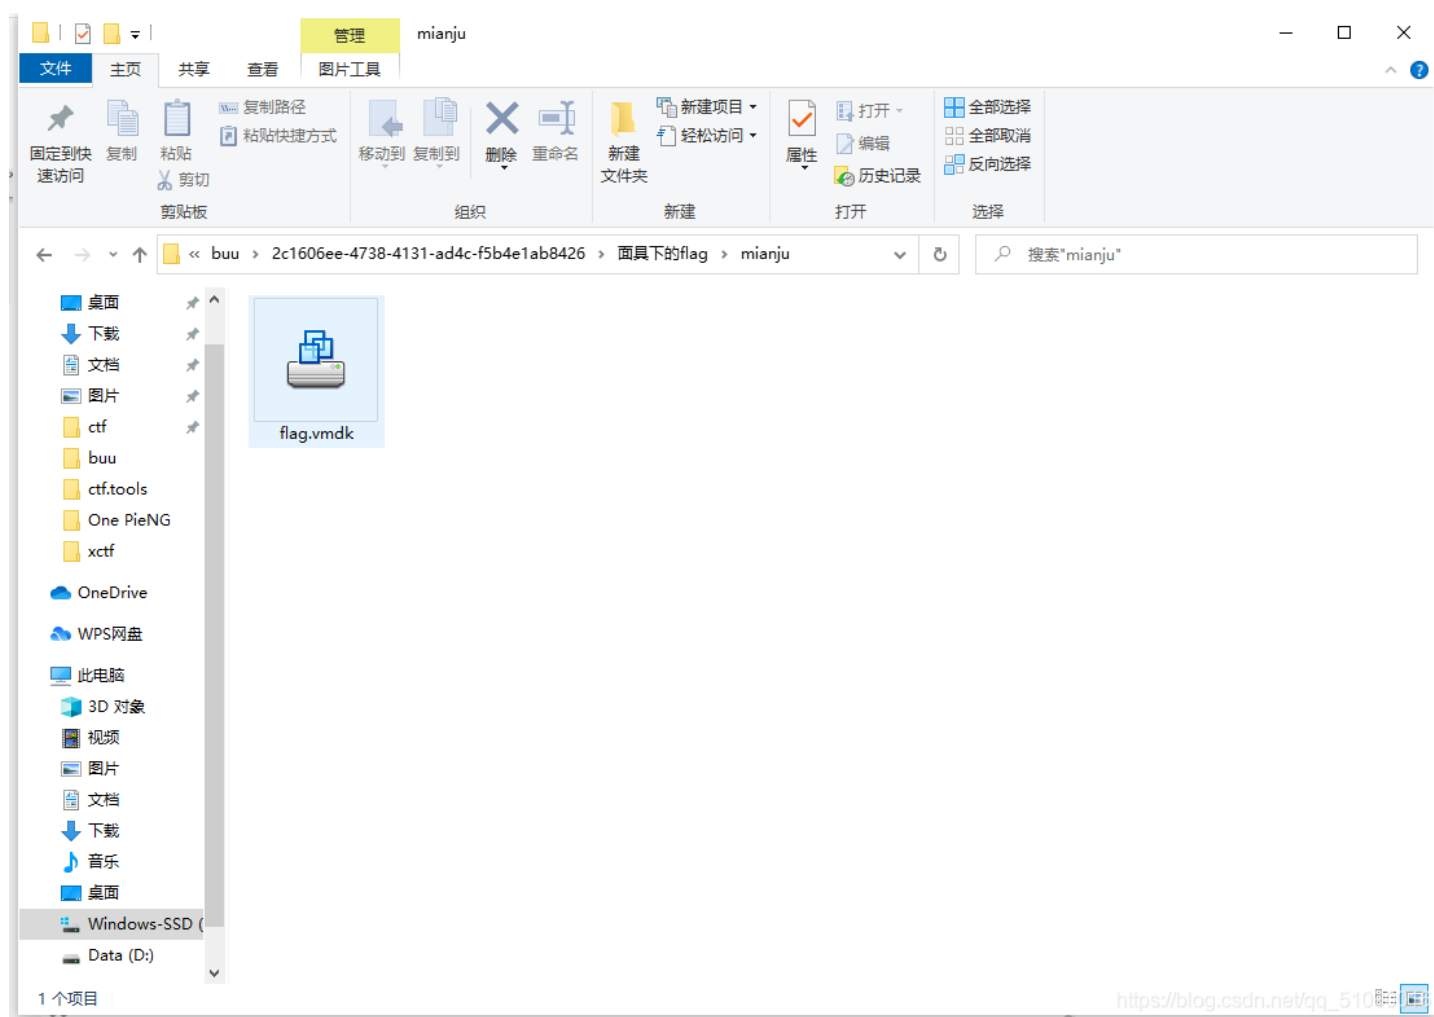 管理 mianju
文件 主页 共享 查看 图片工具
固定到快速访问
复制
粘贴
复制路径
粘贴快捷方式
剪切
剪贴板
移动到 复制到 删除 重命名
组织
新建文件夹
新建项目
轻松访问
新建
属性
打开
编辑
历史记录
打开
全部选择
全部取消
反向选择
选择
« buu > 2c1606ee-4738-4131-ad4c-f5b4e1ab8426 > 面具下的flag > mianju
搜索"mianju"
桌面
下载
文档
图片
ctf
buu
ctf.tools
One PieNG
xctf
OneDrive
WPS网盘
此电脑
3D 对象
视频
图片
文档
下载
音乐
桌面
Windows-SSD (
Data (D:)
flag.vmdk
1 个项目